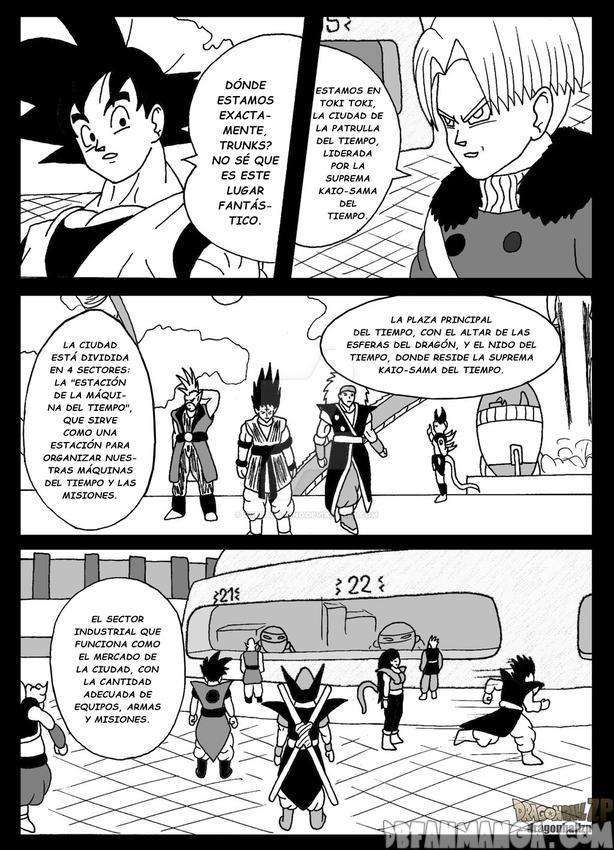 DÓNDE
ESTAMOS
EXACTA-
MENTE,
TRUNKS?
NO SÉ QUE
ES ESTE
LUGAR
FANTÁS-
TICO.
ESTAMOS EN
TOKI TOKI,
LA CIUDAD DE
LA PATRULLA
DEL TIEMPO,
LIDERADA
POR LA
SUPREMA
KAIO-SAMA
DEL
TIEMPO.
LA CIUDAD
ESTÁ DIVIDIDA
EN 4 SECTORES:
LA "ESTACIÓN
DE LA MÁQUI-
NA DEL TIEMPO",
QUE SIRVE
COMO UNA
ESTACIÓN PARA
ORGANIZAR NUES-
TRAS MÁQUINAS
DEL TIEMPO Y LAS
MISIONES.
LA PLAZA PRINCIPAL
DEL TIEMPO, CON EL ALTAR DE LAS
ESFERAS DEL DRAGÓN, Y EL NIDO DEL
TIEMPO, DONDE RESIDE LA SUPREMA
KAIO-SAMA DEL TIEMPO.
21
22
EL SECTOR
INDUSTRIAL QUE
FUNCIONA COMO
EL MERCADO DE
LA CIUDAD, CON
LA CANTIDAD
ADECUADA DE
EQUIPOS, ARMAS
Y MISIONES.
DRAGONBALL ZP
dragonball.zp
DBFANMANGA.COM